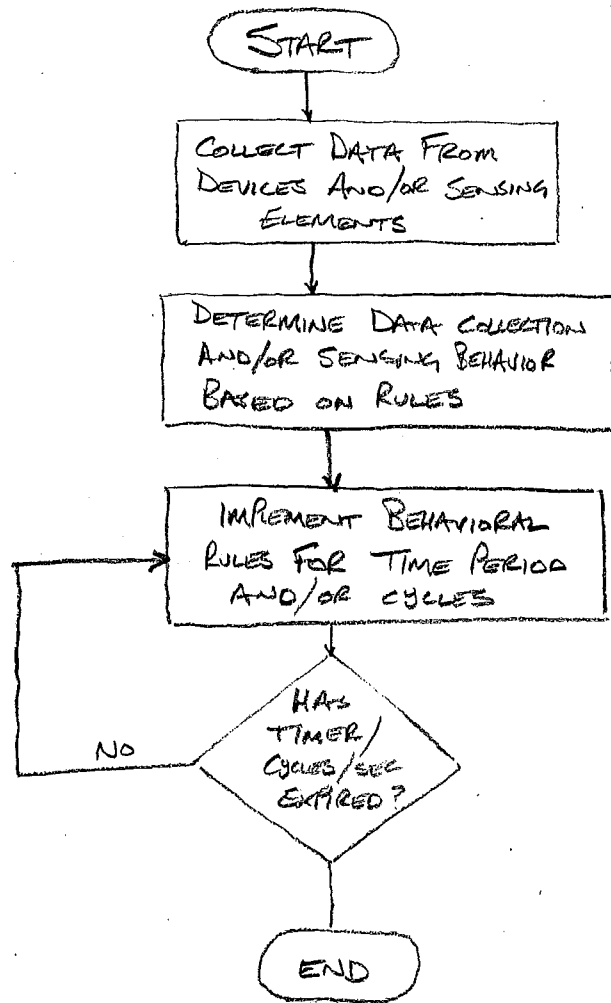 START
COLLECT DATA FROM
DEVICES AND/OR SENSING
ELEMENTS
DETERMINE DATA COLLECTION
AND/OR SENSING BEHAVIOR
BASED ON RULES
IMPLEMENT BEHAVIORAL
RULES FOR TIME PERIOD
AND/OR CYCLES
HAS
TIMER/
CYCLES/SEC
EXPIRED?
NO
END